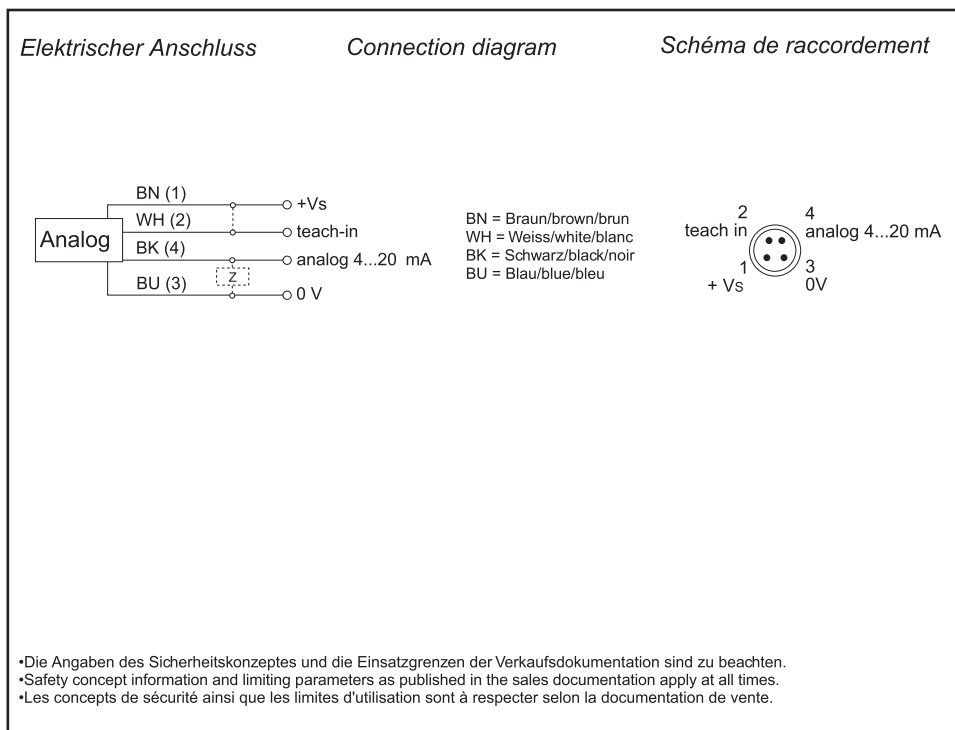 Elektrischer Anschluss
Connection diagram
Schéma de raccordement
BN (1)
+Vs
WH (2)
teach-in
Analog
BK (4)
analog 4...20 mA
Z
BU (3)
0 V
BN = Braun/brown/brun
WH = Weiss/white/blanc
BK = Schwarz/black/noir
BU = Blau/blue/bleu
2
teach in
4
analog 4...20 mA
1
+ Vs
3
0V
•Die Angaben des Sicherheitskonzeptes und die Einsatzgrenzen der Verkaufsdokumentation sind zu beachten.
•Safety concept information and limiting parameters as published in the sales documentation apply at all times.
•Les concepts de sécurité ainsi que les limites d'utilisation sont à respecter selon la documentation de vente.